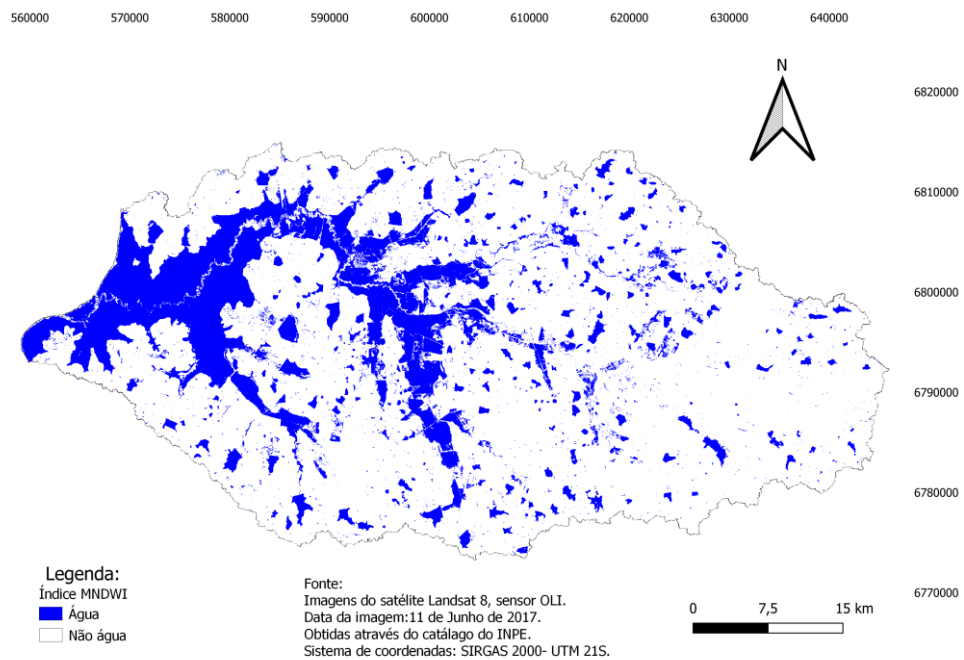 560000 570000 580000 590000 600000 610000 620000 630000 640000
N
6820000
6810000
6800000
6790000
6780000
6770000
Legenda:
Índice MNDWI
Água
Não água
Fonte:
Imagens do satélite Landsat 8, sensor OLI.
Data da imagem:11 de Junho de 2017.
Obtidas através do catálago do INPE.
Sistema de coordenadas: SIRGAS 2000- UTM 21S.
0 7,5 15 km